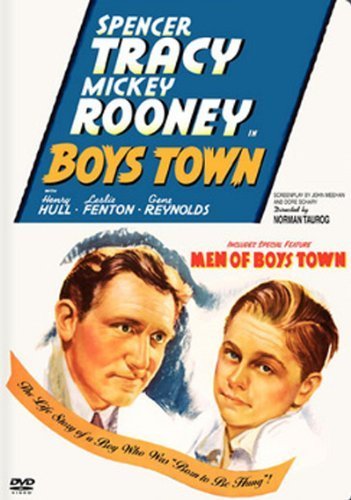 SPENCER
TRACY
MICKEY
ROONEY
IN
BOYS TOWN
WITH
Henry Leslie Gene
HULL FENTON REYNOLDS
SCREENPLAY BY JOHN MEEHAN
AND DORE SCHARY
Directed by
NORMAN TAUROG
INCLUDES SPECIAL FEATURE
MEN OF BOYS TOWN
The Life Story of a Boy Who Was "Born to Be Hung"!
DVD
VIDEO